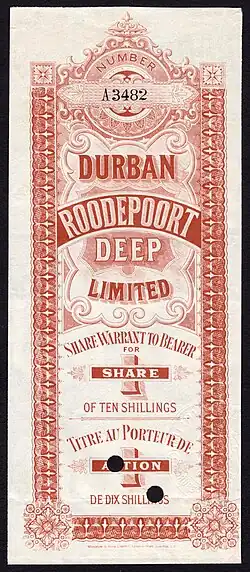 NUMBER
A3482
DURBAN
ROODEPOORT
DEEP
LIMITED
SHARE WARRANT TO BEARER
FOR
1
SHARE
OF TEN SHILLINGS
TITRE AU PORTEUR DE
1
ACTION
DE DIX SHILLINGS